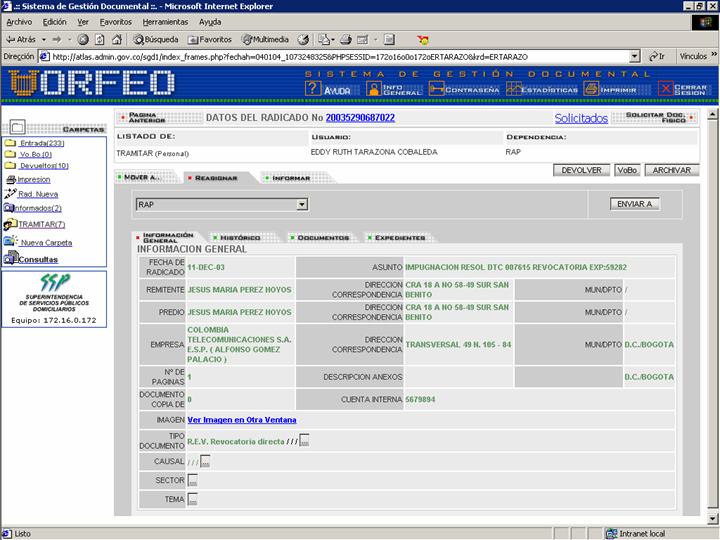 .:: Sistema de Gestión Documental ::. - Microsoft Internet Explorer
Archivo Edición Ver Favoritos Herramientas Ayuda
Atrás Búsqueda Favoritos Multimedia
Dirección http://atlas.admin.gov.co/sgd1/index_frames.php?fechah=040104_1073248325&PHPSESSID=172o16o0o172oERTARAZO&krd=ERTARAZO Ir Vínculos »
ORFEO
SISTEMA DE GESTIÓN DOCUMENTAL
? AYUDA INFO GENERAL CONTRASEÑA ESTADÍSTICAS IMPRIMIR CERRAR SESION
CARPETAS
Entrada(233)
Vo.Bo.(0)
Devueltos(10)
Impresion
Rad. Nueva
Informados(2)
TRAMITAR(7)
Nueva Carpeta
Consultas
SSP
SUPERINTENDENCIA
DE SERVICIOS PÚBLICOS
DOMICILIARIOS
Equipo: 172.16.0.172
PAGINA ANTERIOR DATOS DEL RADICADO No 20035290687022 Solicitados SOLICITAR DOC. FISICO
LISTADO DE: USUARIO: DEPENDENCIA:
TRAMITAR (Personal) EDDY RUTH TARAZONA COBALEDA RAP
MOVER A.. REASIGNAR INFORMAR DEVOLVER VoBo ARCHIVAR
RAP ENVIAR A
INFORMACIÓN GENERAL HISTÓRICO DOCUMENTOS EXPEDIENTES
INFORMACION GENERAL
FECHA DE RADICADO 11-DEC-03 ASUNTO IMPUGNACION RESOL DTC 007615 REVOCATORIA EXP:59282
REMITENTE JESUS MARIA PEREZ HOYOS DIRECCION CORRESPONDENCIA CRA 18 A NO 58-49 SUR SAN BENITO MUN/DPTO /
PREDIO JESUS MARIA PEREZ HOYOS DIRECCION CORRESPONDENCIA CRA 18 A NO 58-49 SUR SAN BENITO MUN/DPTO /
EMPRESA COLOMBIA TELECOMUNICACIONES S.A. E.S.P. ( ALFONSO GOMEZ PALACIO ) DIRECCION CORRESPONDENCIA TRANSVERSAL 49 N. 105 - 84 MUN/DPTO D.C./BOGOTA
Nº DE PAGINAS 1 DESCRIPCION ANEXOS D.C./BOGOTA
DOCUMENTO COPIA DE 0 CUENTA INTERNA 5679894
IMAGEN Ver Imagen en Otra Ventana
TIPO DOCUMENTO R.E.V. Revocatoria directa / / / ...
CAUSAL / / / ...
SECTOR ...
TEMA ...
Listo Intranet local